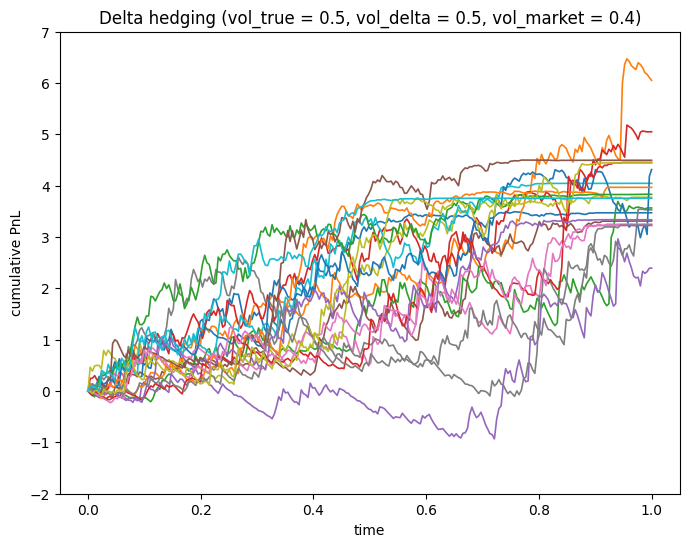 Delta hedging (vol_true = 0.5, vol_delta = 0.5, vol_market = 0.4)
7
6
5
4
3
2
1
0
−1
−2
cumulative PnL
0.0 0.2 0.4 0.6 0.8 1.0
time